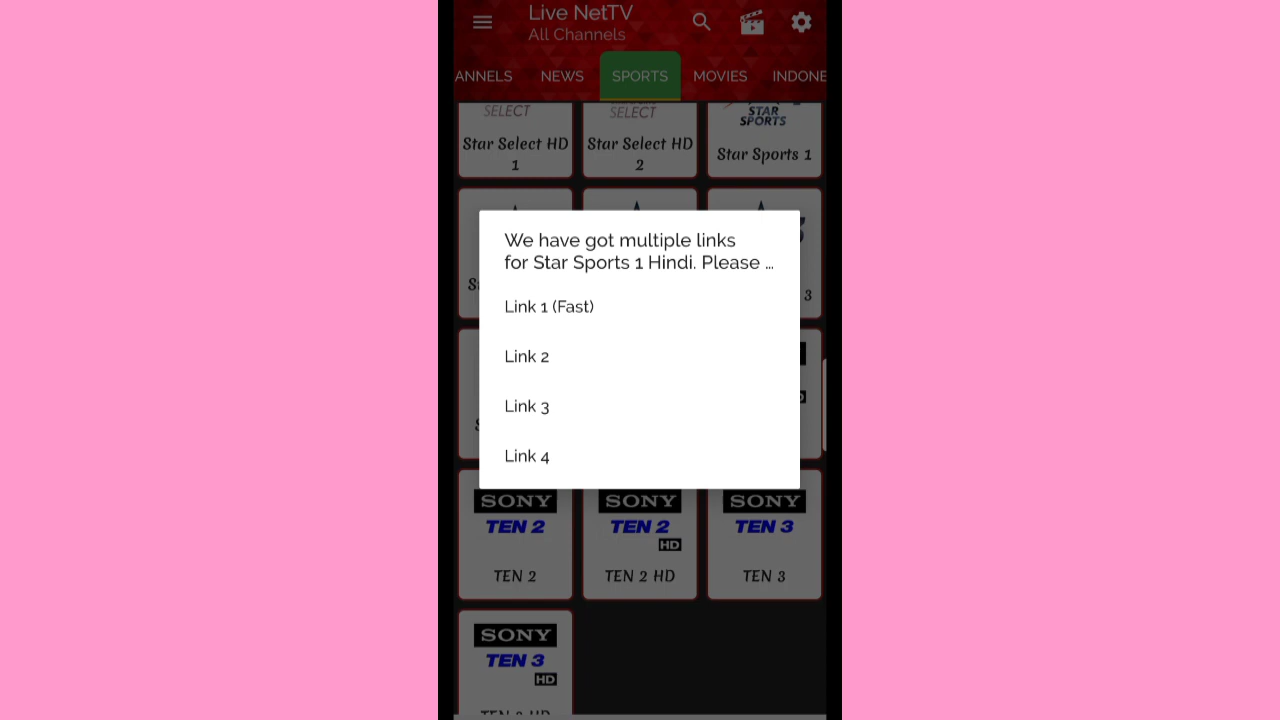 Live NetTV
All Channels
ANNELS NEWS SPORTS MOVIES INDONE
SELECT SELECT STAR
SPORTS
Star Select HD Star Select HD Star Sports 1
1 2
We have got multiple links
for Star Sports 1 Hindi. Please ...
3
Link 1 (Fast)
Link 2
Link 3
Link 4
SONY SONY SONY
TEN 2 TEN 2 TEN 3
HD
TEN 2 TEN 2 HD TEN 3
SONY
TEN 3
HD